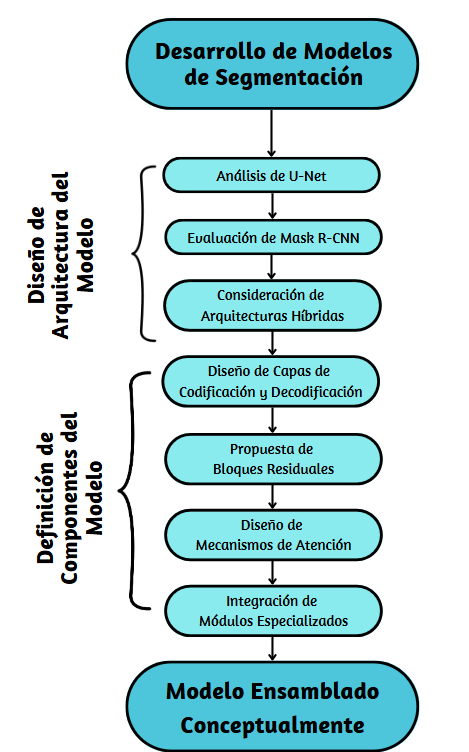 Desarrollo de Modelos
de Segmentación
Diseño de
Arquitectura del
Modelo
Análisis de U-Net
Evaluación de Mask R-CNN
Consideración de
Arquitecturas Híbridas
Definición de
Componentes del
Modelo
Diseño de Capas de
Codificación y Decodificación
Propuesta de
Bloques Residuales
Diseño de
Mecanismos de Atención
Integración de
Módulos Especializados
Modelo Ensamblado
Conceptualmente